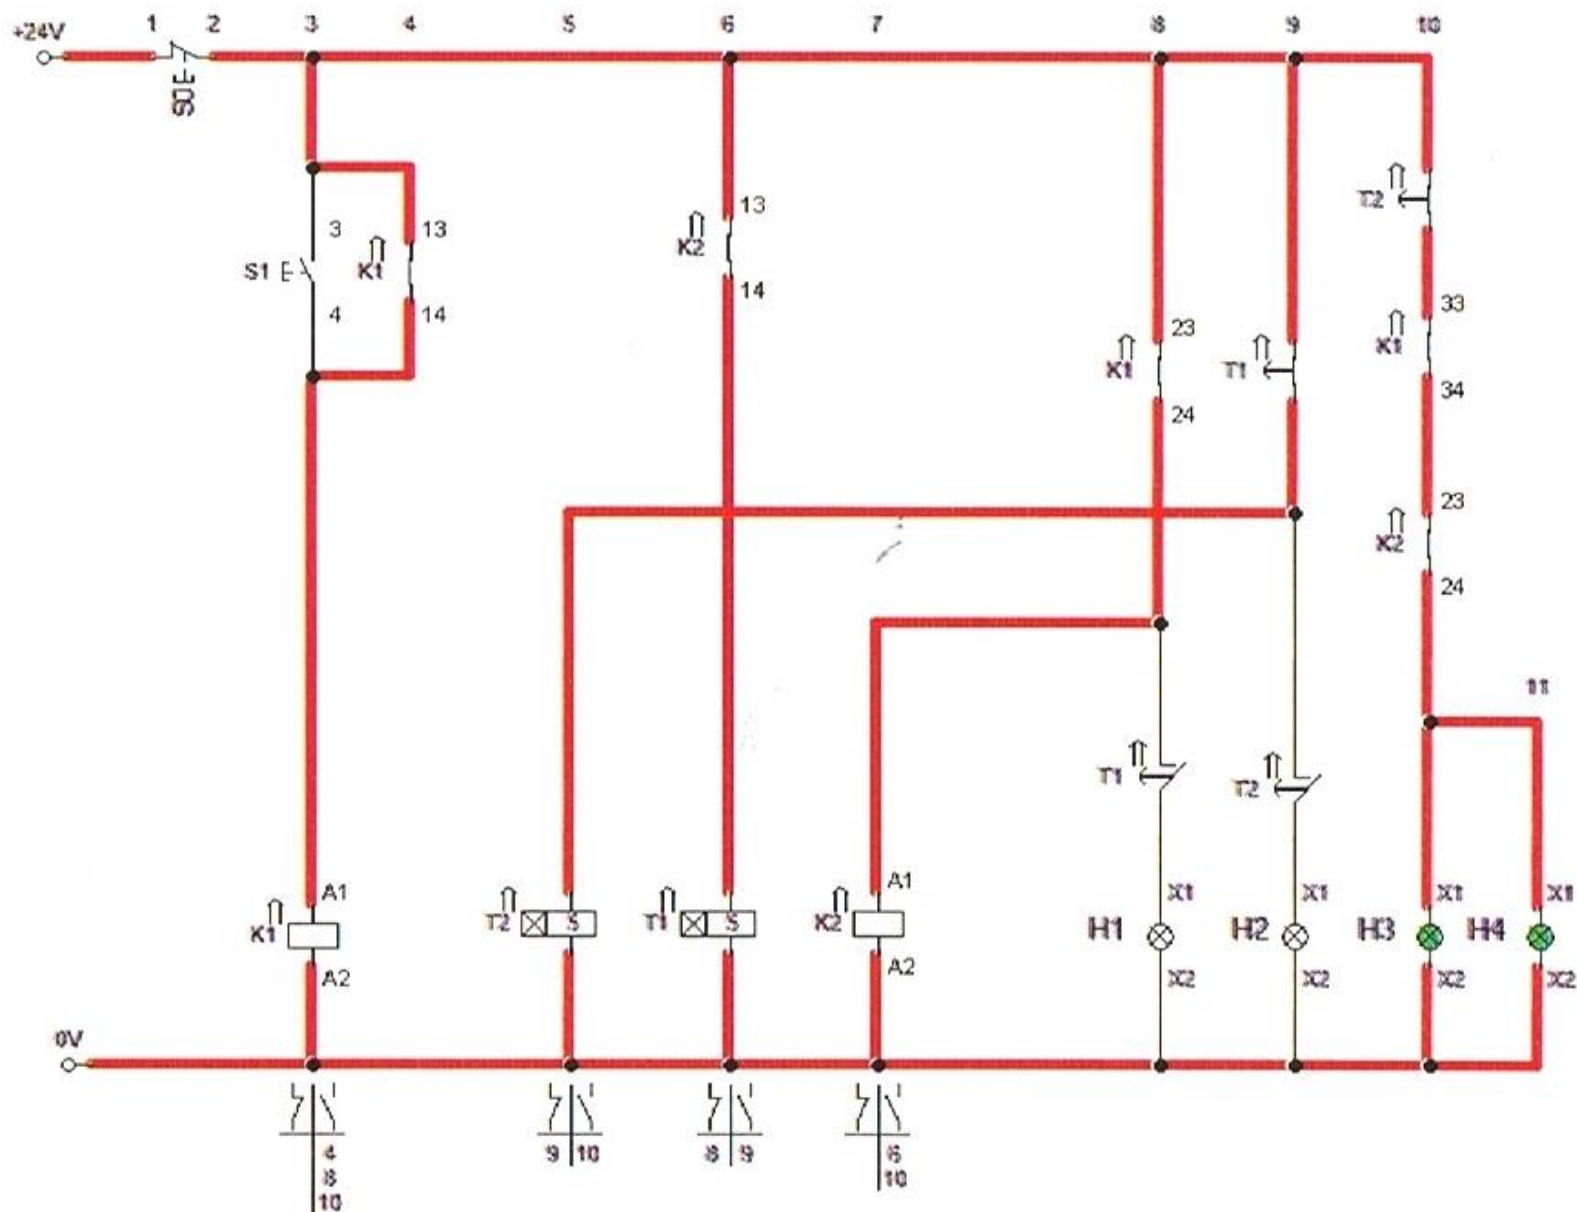 1 2 3 4 5 6 7 8 9 10
+24V
S0
13
K2
14
3 13
S1 K1
4 14
T2
33
K1
34
23
K1 T1
24
23
K2
24
11
T1 T2
A1 A1 X1 X1 X1 X1
K1 T2 S T1 S K2 H1 H2 H3 H4
A2 A2 X2 X2 X2 X2
0V
4 9 10 8 9 6
8 10
10